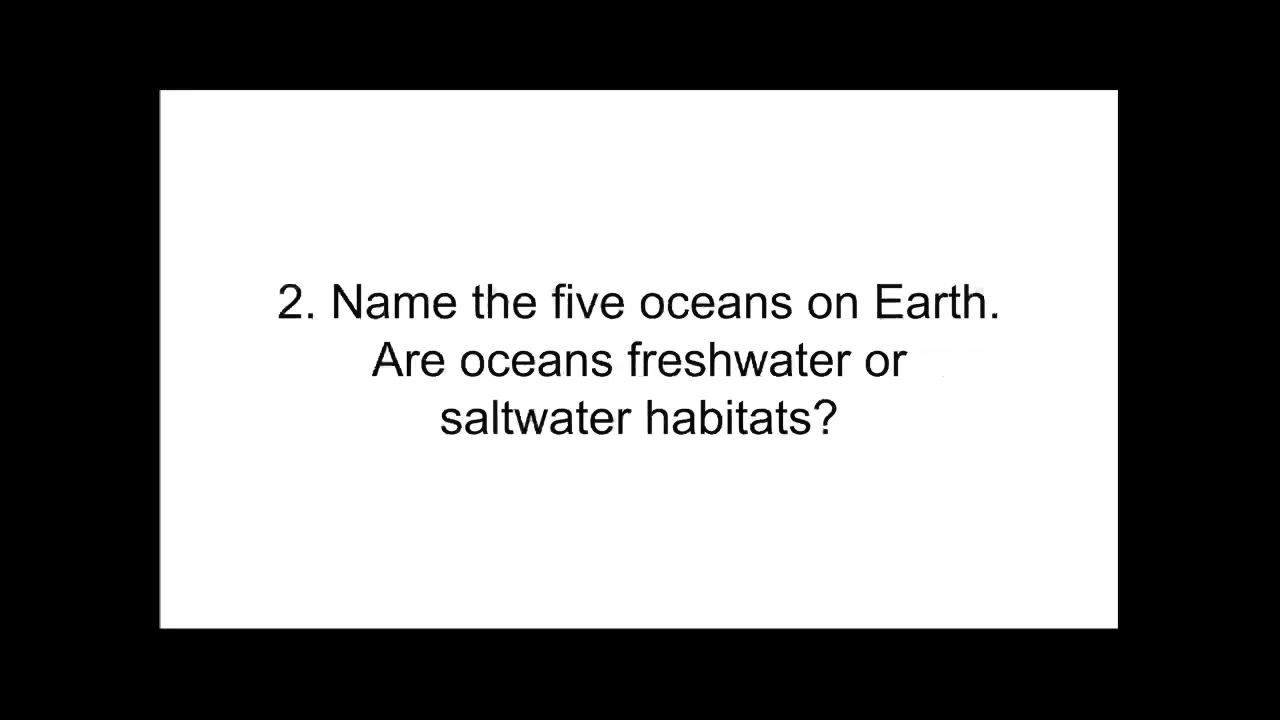 2. Name the five oceans on Earth.
Are oceans freshwater or
saltwater habitats?